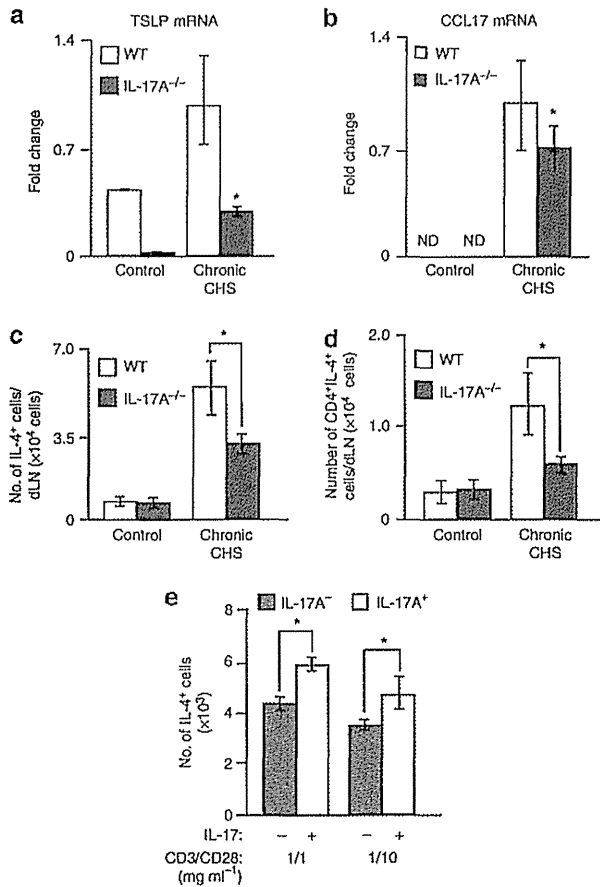 a
TSLP mRNA
1.4
0.7
0
Fold change
WT
IL-17A−/−
*
Control
Chronic
CHS
b
CCL17 mRNA
1.4
0.7
0
Fold change
WT
IL-17A−/−
ND
ND
*
Control
Chronic
CHS
c
7.0
3.5
0
No. of IL-4+ cells/
dLN (×10⁴ cells)
WT
IL-17A−/−
*
Control
Chronic
CHS
d
2.0
1.0
0
Number of CD4+IL-4+
cells/dLN (×10⁴ cells)
WT
IL-17A−/−
*
Control
Chronic
CHS
e
IL-17A−
IL-17A+
8
6
4
2
0
No. of IL-4+ cells
(×10³)
*
*
IL-17: − + − +
CD3/CD28: 1/1 1/10
(mg ml⁻¹)